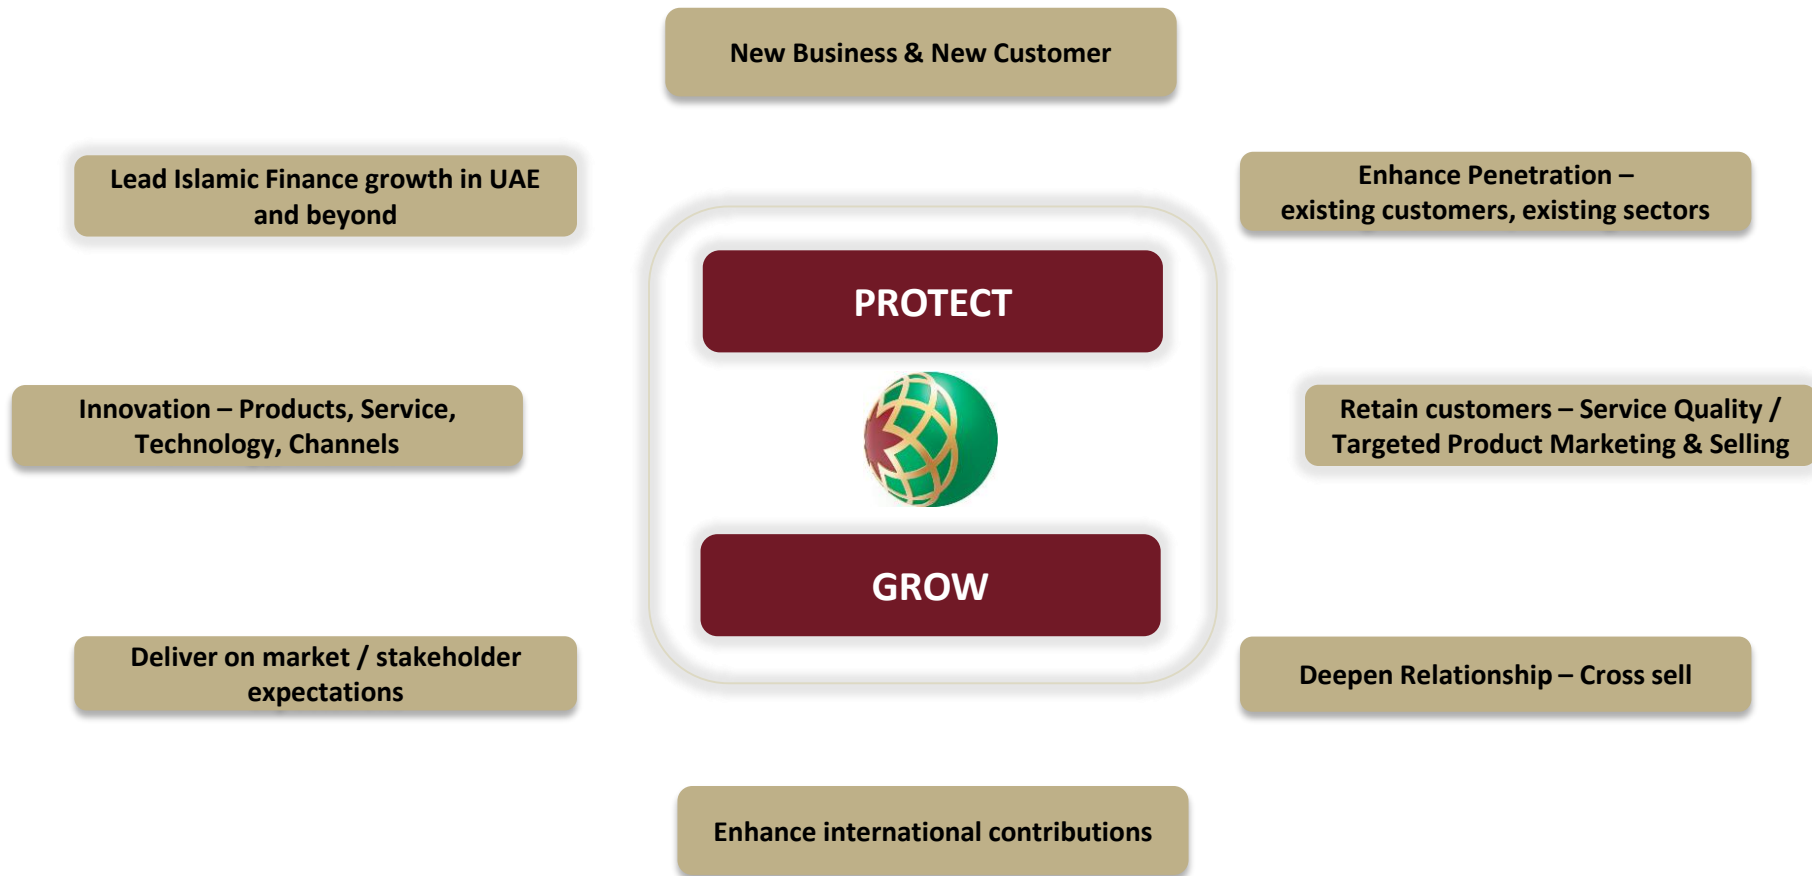 New Business & New Customer
Lead Islamic Finance growth in UAE
and beyond
Enhance Penetration –
existing customers, existing sectors
PROTECT
Innovation – Products, Service,
Technology, Channels
Retain customers – Service Quality /
Targeted Product Marketing & Selling
GROW
Deliver on market / stakeholder
expectations
Deepen Relationship – Cross sell
Enhance international contributions